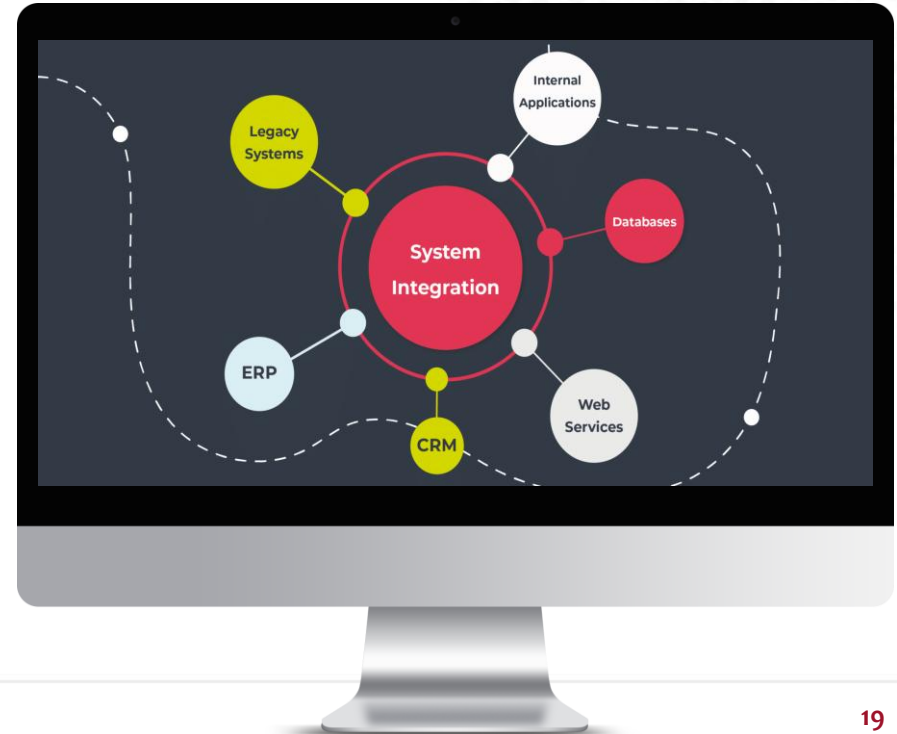 Internal
Applications
Legacy
Systems
Databases
System
Integration
ERP
Web
Services
CRM
19